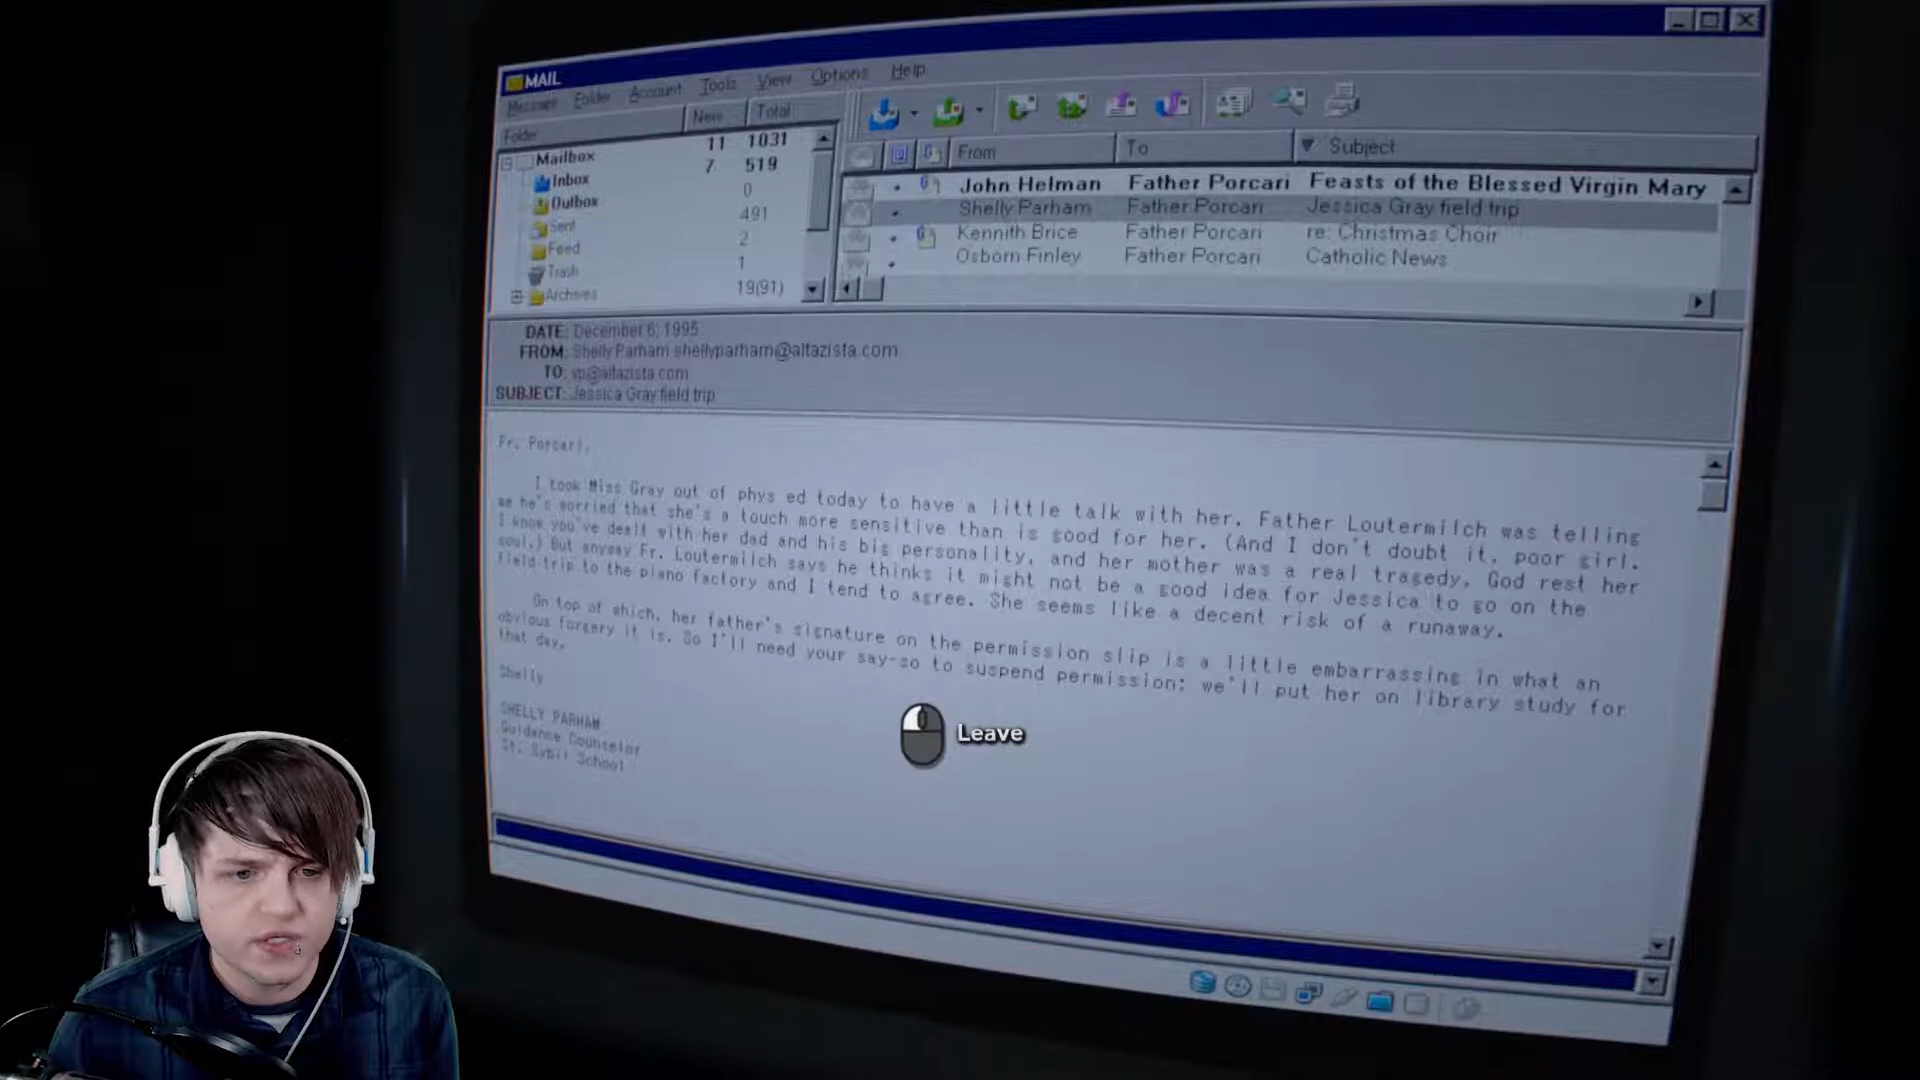 MAIL
Message Folder Account Tools View Options Help
Folder New Total
Mailbox 11 1031
Inbox 7 519
Outbox 0
Sent 491
Feed 2
Trash 1
Archives 19(91)
From To Subject
John Helman Father Porcari Feasts of the Blessed Virgin Mary
Shelly Parham Father Porcari Jessica Gray field trip
Kennith Brice Father Porcari re: Christmas Choir
Osborn Finley Father Porcari Catholic News
DATE: December 6, 1995
FROM: Shelly Parham shellyparham@altazista.com
TO: vp@altazista.com
SUBJECT: Jessica Gray field trip
Fr. Porcari,
I took Miss Gray out of phys ed today to have a little talk with her. Father Loutermilch was telling
me he's worried that she's a touch more sensitive than is good for her. (And I don't doubt it, poor girl.
I know you've dealt with her dad and his big personality, and her mother was a real tragedy, God rest her
soul.) But anyway Fr. Loutermilch says he thinks it might not be a good idea for Jessica to go on the
field trip to the piano factory and I tend to agree. She seems like a decent risk of a runaway.
On top of which, her father's signature on the permission slip is a little embarrassing in what an
obvious forgery it is. So I'll need your say-so to suspend permission; we'll put her on library study for
that day.
Shelly
SHELLY PARHAM
Guidance Counselor
St. Sybil School
Leave